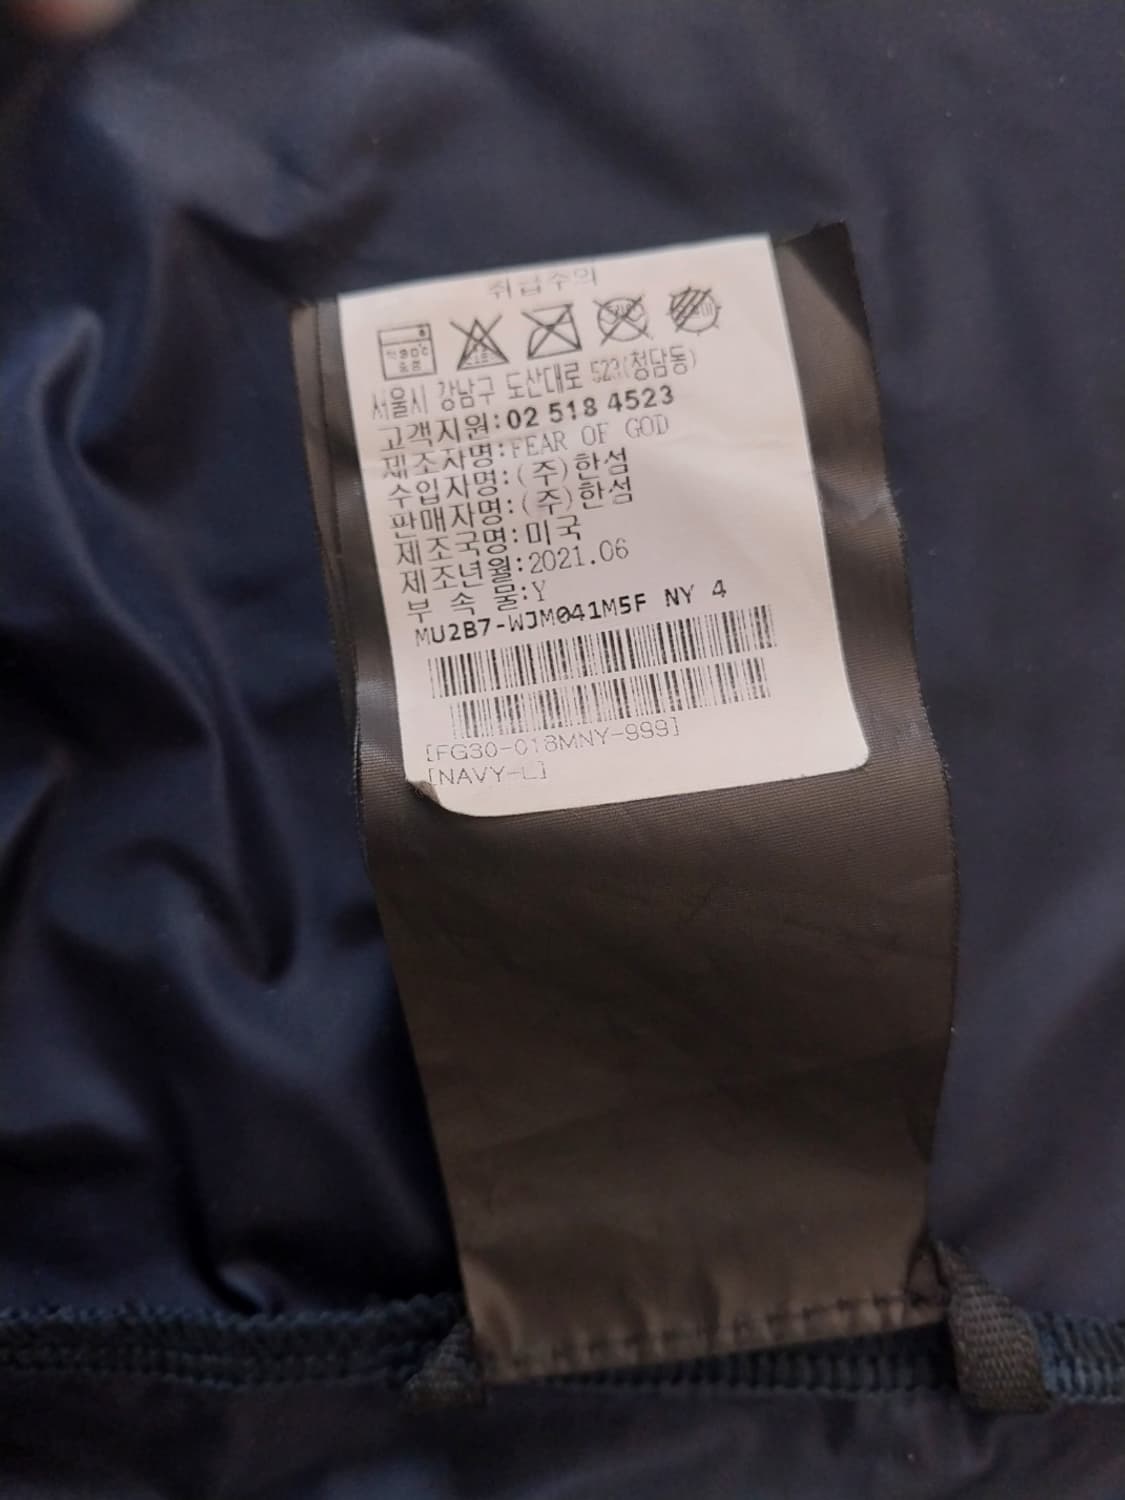 취급주의
서울시 강남구 도산대로 523(청담동)
고객지원:02 518 4523
제조자명:FEAR OF GOD
수입자명:(주)한섬
판매자명:(주)한섬
제조국명:미국
제조년월:2021.06
부 속 물:Y
MU2B7-WJM041M5F NY 4
[FG30-018MNY-999]
[NAVY-L]